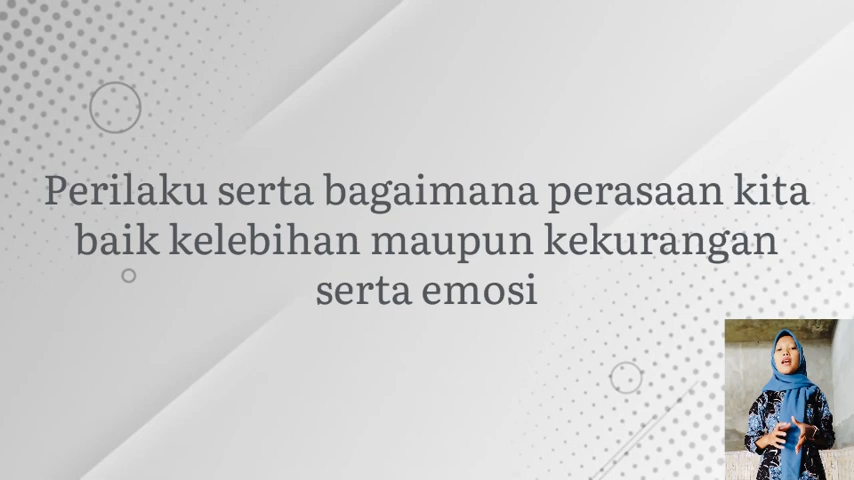 Perilaku serta bagaimana perasaan kita
baik kelebihan maupun kekurangan
serta emosi